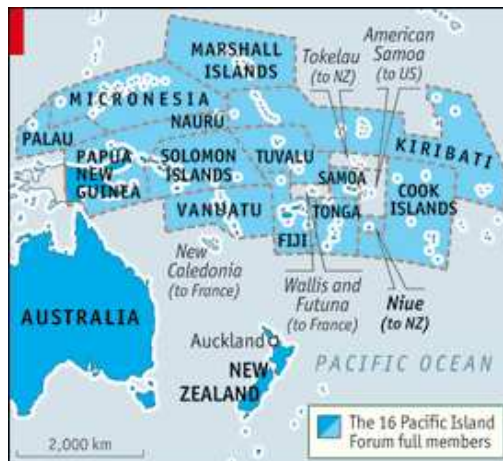 MARSHALL
ISLANDS
Tokelau
(to NZ)
American
Samoa
(to US)
MICRONESIA
NAURU
PALAU
KIRIBATI
PAPUA
NEW
GUINEA
SOLOMON
ISLANDS
TUVALU
SAMOA
COOK
ISLANDS
VANUATU
TONGA
FIJI
New
Caledonia
(to France)
Wallis and
Futuna
(to France)
Niue
(to NZ)
AUSTRALIA
Auckland
NEW
ZEALAND
PACIFIC OCEAN
2,000 km
The 16 Pacific Island
Forum full members